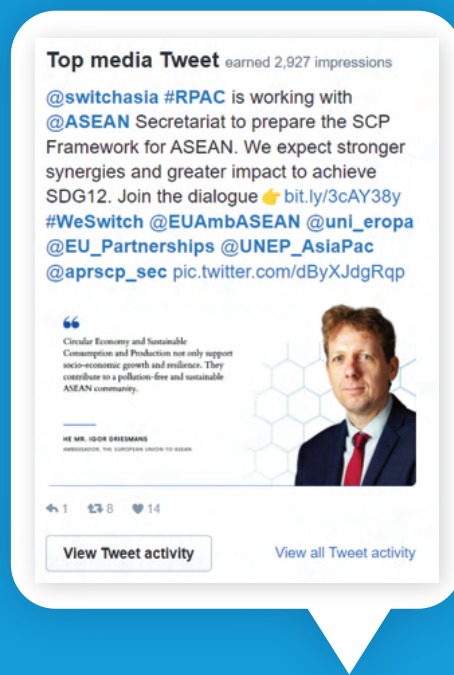 Top media Tweet earned 2,927 impressions
@switchasia #RPAC is working with
@ASEAN Secretariat to prepare the SCP
Framework for ASEAN. We expect stronger
synergies and greater impact to achieve
SDG12. Join the dialogue 👉 bit.ly/3cAY38y
#WeSwitch @EUAmbASEAN @uni_eropa
@EU_Partnerships @UNEP_AsiaPac
@aprscp_sec pic.twitter.com/dByXJdgRqp
“
Circular Economy and Sustainable
Consumption and Production not only support
socio-economic growth and resilience. They
contribute to a pollution-free and sustainable
ASEAN community.
HE MR. IGOR DRIESMANS
AMBASSADOR, THE EUROPEAN UNION TO ASEAN
1 8 14
View Tweet activity View all Tweet activity